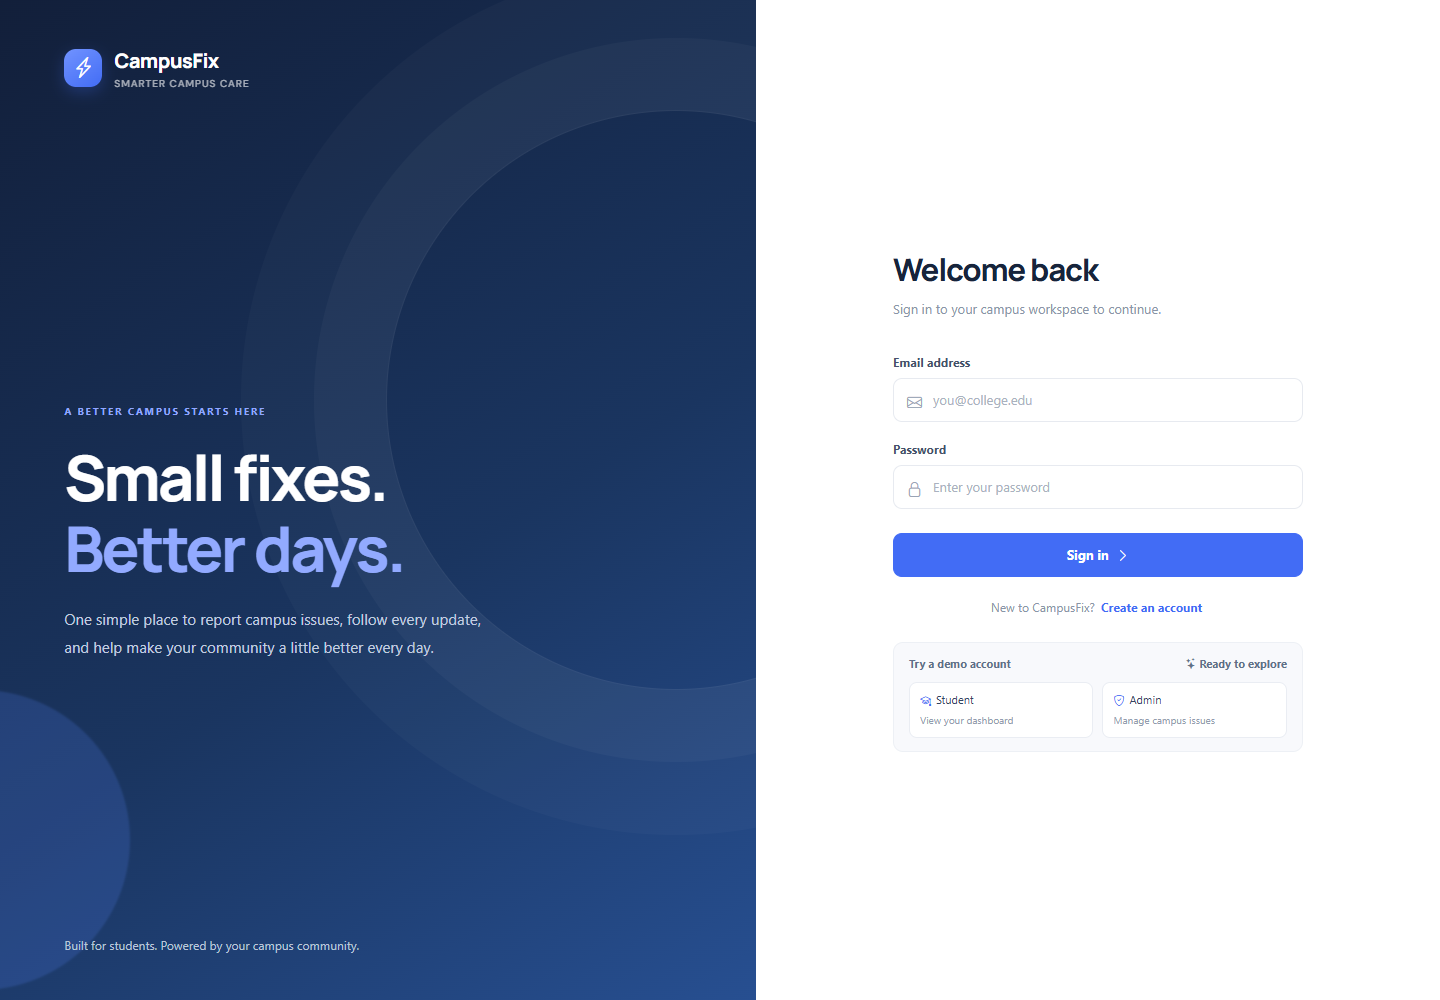 CampusFix
SMARTER CAMPUS CARE
A BETTER CAMPUS STARTS HERE
Small fixes.
Better days.
One simple place to report campus issues, follow every update,
and help make your community a little better every day.
Built for students. Powered by your campus community.
Welcome back
Sign in to your campus workspace to continue.
Email address
you@college.edu
Password
Enter your password
Sign in
New to CampusFix? Create an account
Try a demo account
Ready to explore
Student
View your dashboard
Admin
Manage campus issues